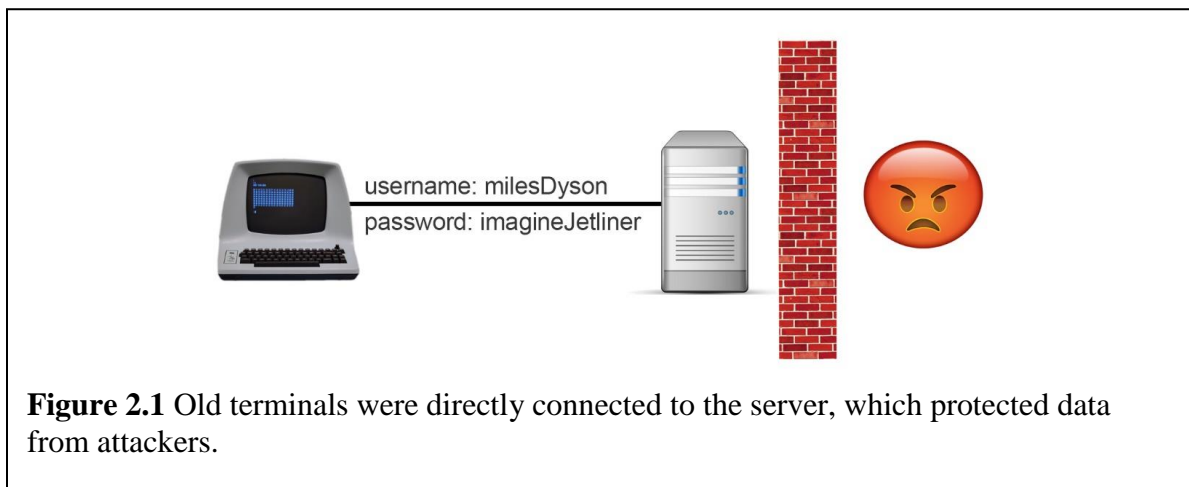 username: milesDyson
password: imagineJetliner
Figure 2.1 Old terminals were directly connected to the server, which protected data
from attackers.